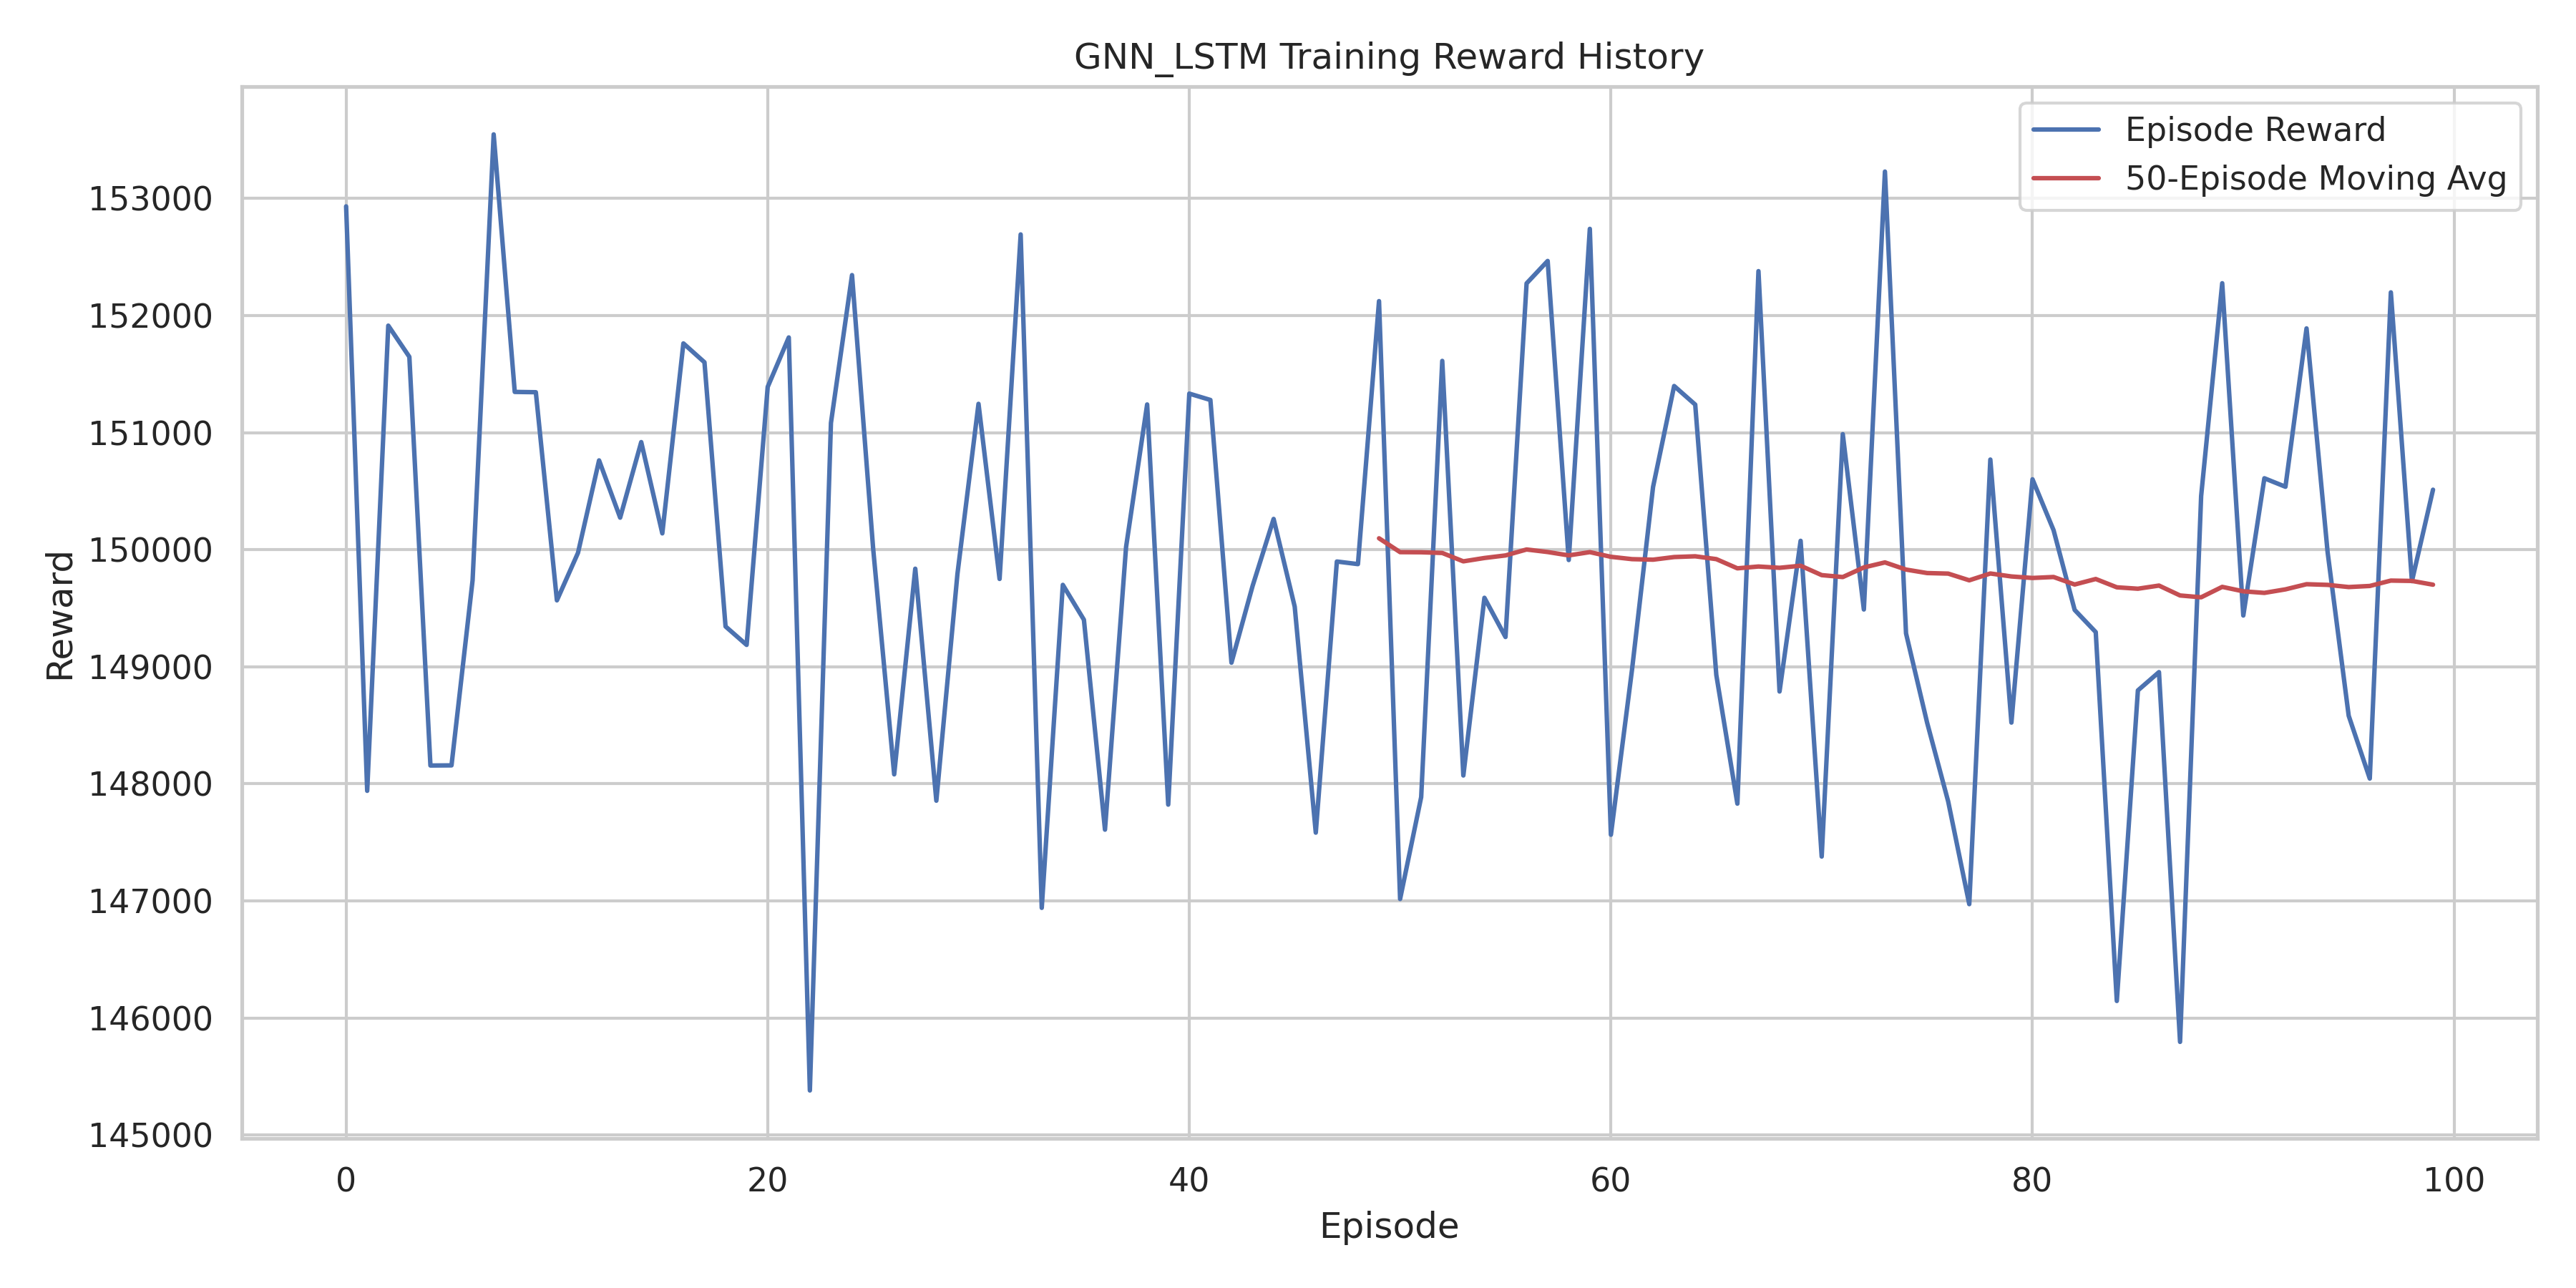 GNN_LSTM Training Reward History
Episode Reward
50-Episode Moving Avg
Reward
153000
152000
151000
150000
149000
148000
147000
146000
145000
0 20 40 60 80 100
Episode